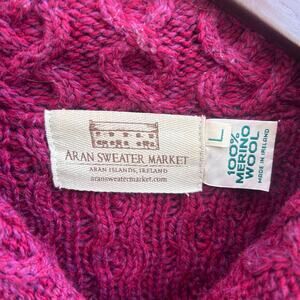 ARAN SWEATER MARKET
ARAN ISLANDS, IRELAND
aransweatermarket.com
L
100%
MERINO
WOOL
MADE IN IRELAND